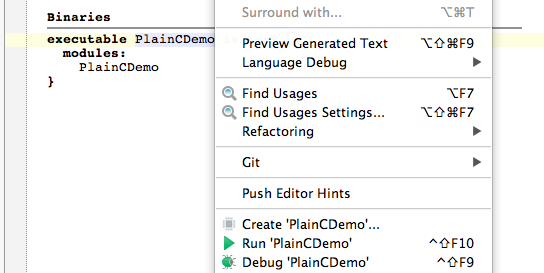 Binaries
executable PlainCDemo
modules:
PlainCDemo
}
Surround with... ⌥⌘T
Preview Generated Text ⌥⇧⌘F9
Language Debug
Find Usages ⌥F7
Find Usages Settings... ⌥⇧⌘F7
Refactoring
Git
Push Editor Hints
Create 'PlainCDemo'...
Run 'PlainCDemo' ^⇧F10
Debug 'PlainCDemo' ^⇧F9